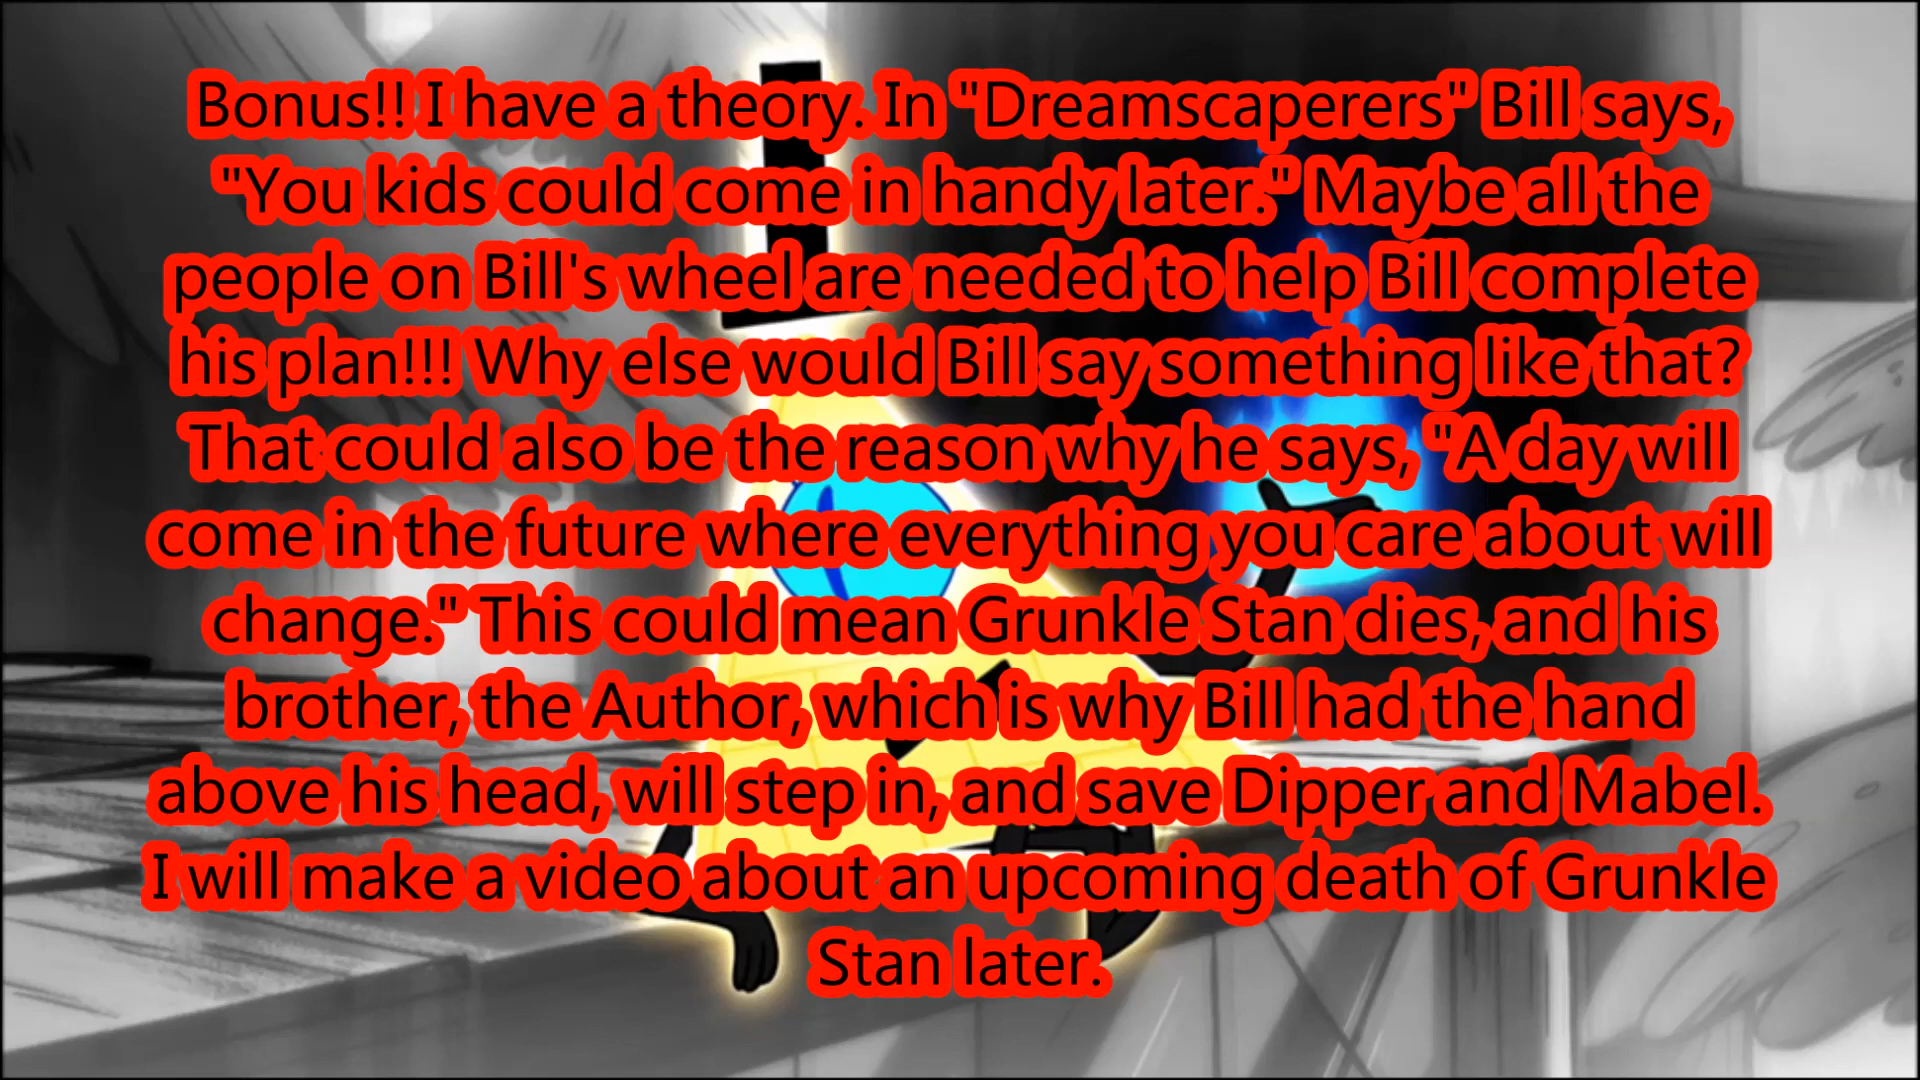 Bonus!! I have a theory. In "Dreamscaperers" Bill says,
"You kids could come in handy later." Maybe all the
people on Bill's wheel are needed to help Bill complete
his plan!!! Why else would Bill say something like that?
That could also be the reason why he says, "A day will
come in the future where everything you care about will
change." This could mean Grunkle Stan dies, and his
brother, the Author, which is why Bill had the hand
above his head, will step in, and save Dipper and Mabel.
I will make a video about an upcoming death of Grunkle
Stan later.